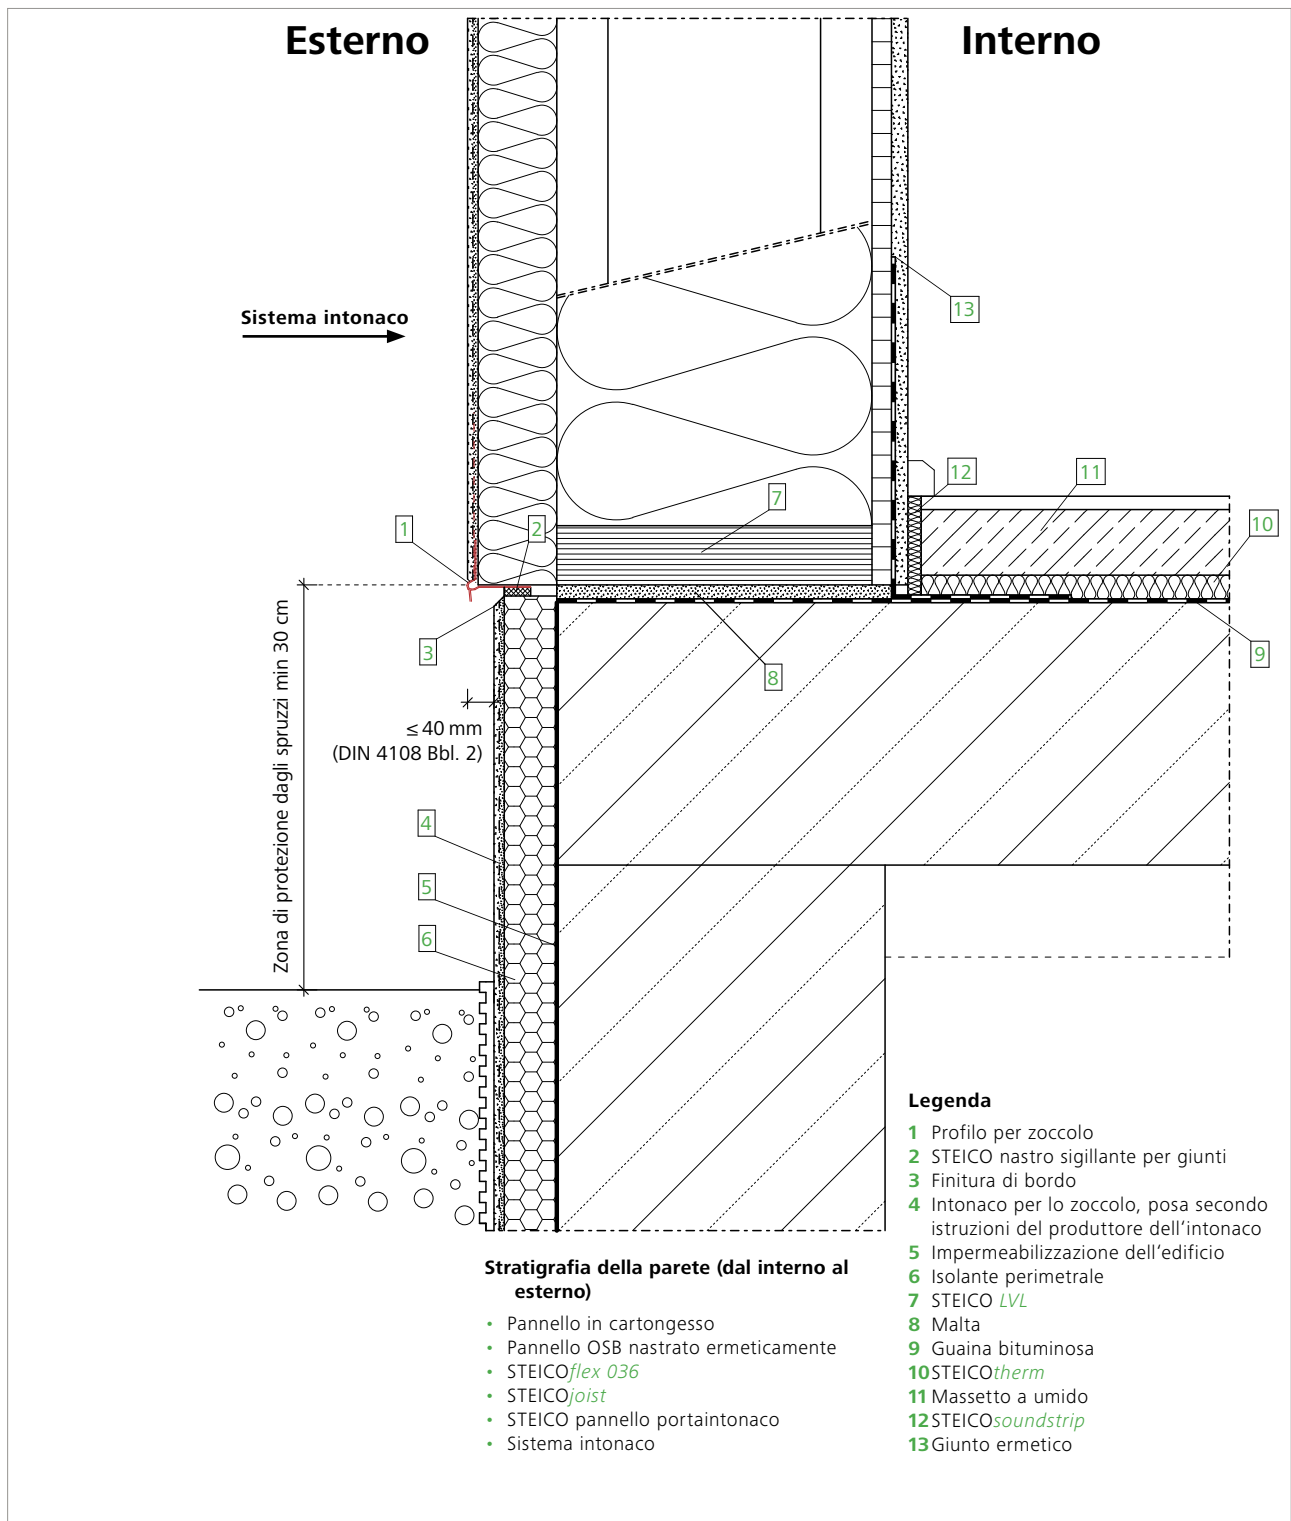 Esterno
Interno
Sistema intonaco
13
12
11
7
10
1
2
3
8
9
Zona di protezione dagli spruzzi min 30 cm
≤ 40 mm
(DIN 4108 Bbl. 2)
4
5
6
Legenda
1 Profilo per zoccolo
2 STEICO nastro sigillante per giunti
3 Finitura di bordo
4 Intonaco per lo zoccolo, posa secondo
istruzioni del produttore dell‘intonaco
5 Impermeabilizzazione dell‘edificio
6 Isolante perimetrale
7 STEICO LVL
8 Malta
9 Guaina bituminosa
10 STEICOtherm
11 Massetto a umido
12 STEICOsoundstrip
13 Giunto ermetico
Stratigrafia della parete (dal interno al
esterno)
• Pannello in cartongesso
• Pannello OSB nastrato ermeticamente
• STEICOflex 036
• STEICOjoist
• STEICO pannello portaintonaco
• Sistema intonaco